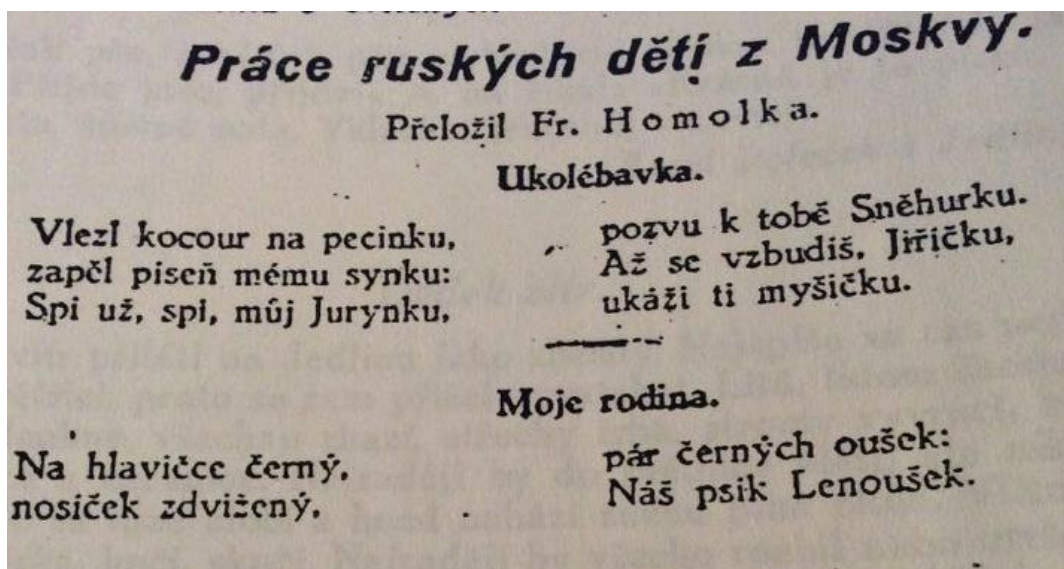 Práce ruských dětí z Moskvy.
Přeložil Fr. Homolka.
Ukolébavka.
Vlezl kocour na pecinku,
zapěl píseň mému synku:
Spi už, spi, můj Jurynku,
pozvu k tobě Sněhurku.
Až se vzbudíš, Jiříčku,
ukáži ti myšičku.
Moje rodina.
Na hlavičce černý,
nosiček zdvižený,
pár černých oušek:
Náš psik Lenoušek.